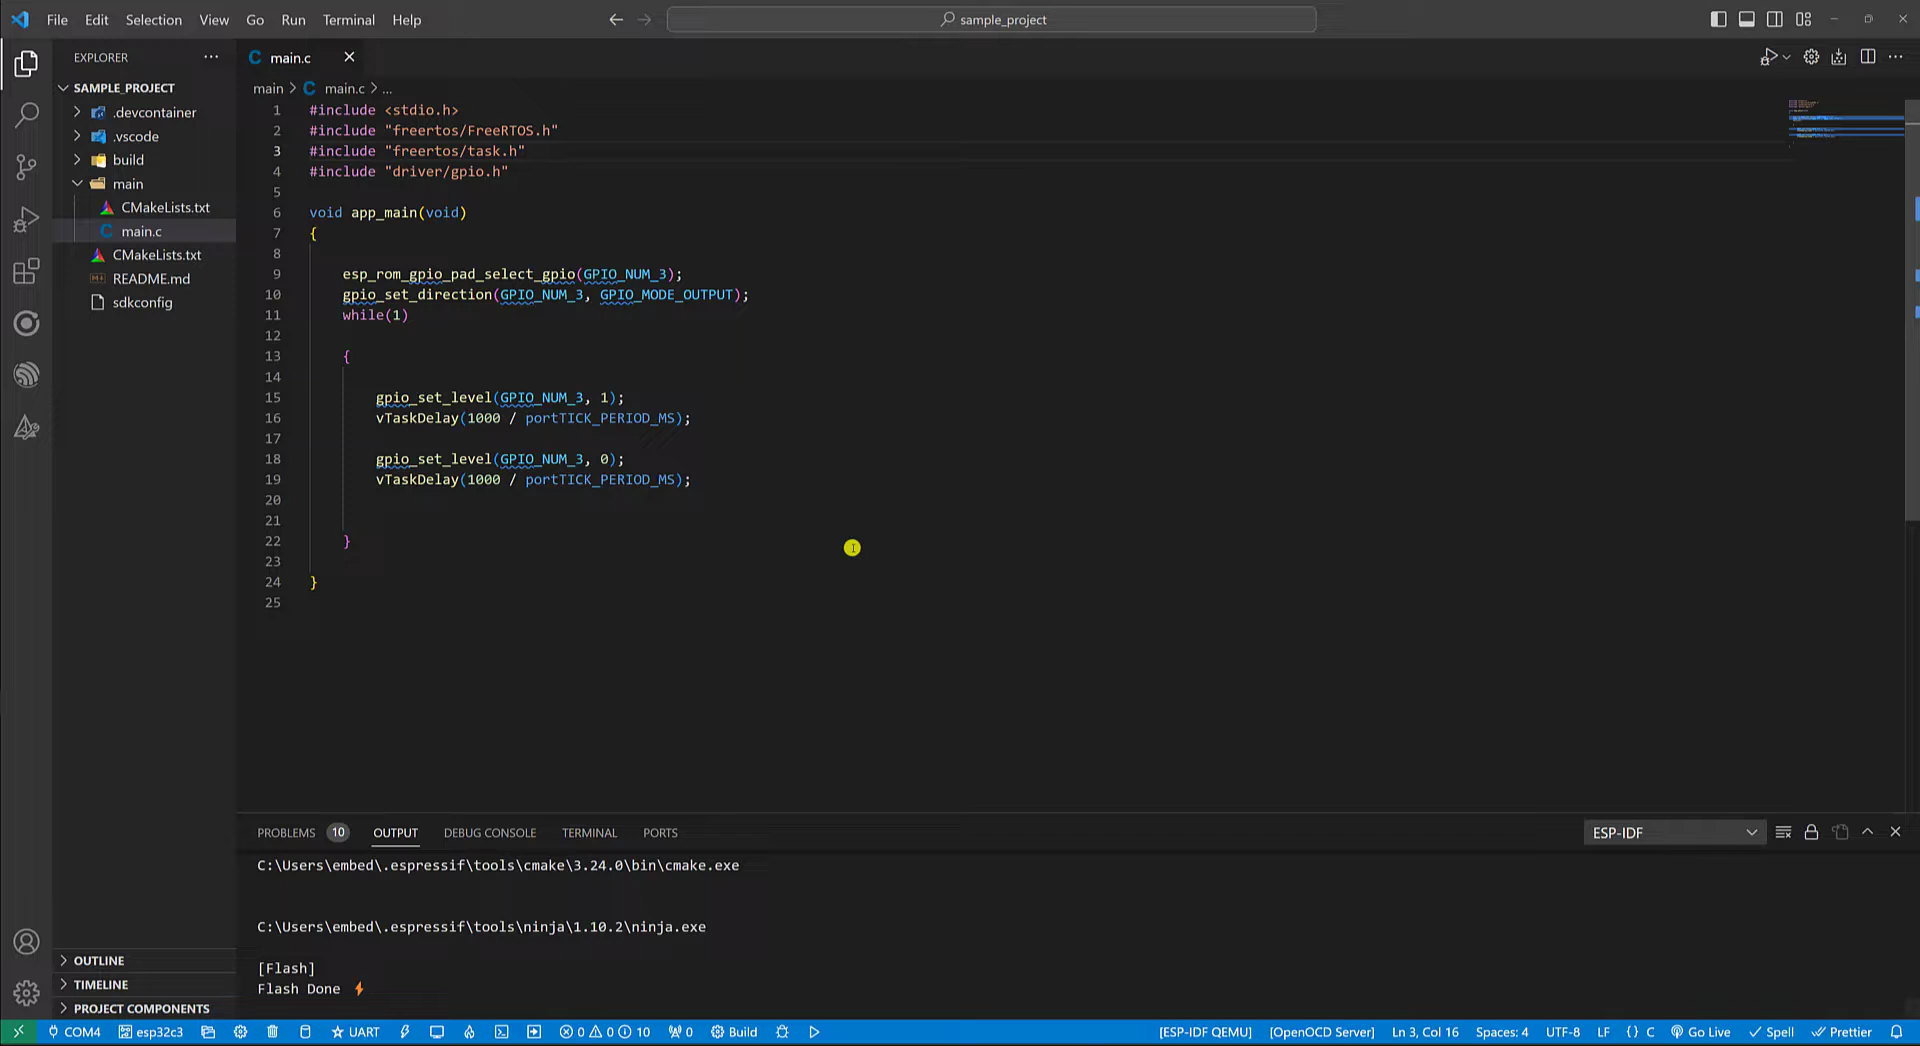 File Edit Selection View Go Run Terminal Help
sample_project
EXPLORER
SAMPLE_PROJECT
.devcontainer
.vscode
build
main
CMakeLists.txt
main.c
CMakeLists.txt
README.md
sdkconfig
OUTLINE
TIMELINE
PROJECT COMPONENTS
C main.c
main > C main.c > ...
1 #include <stdio.h>
2 #include "freertos/FreeRTOS.h"
3 #include "freertos/task.h"
4 #include "driver/gpio.h"
5
6 void app_main(void)
7 {
8
9 esp_rom_gpio_pad_select_gpio(GPIO_NUM_3);
10 gpio_set_direction(GPIO_NUM_3, GPIO_MODE_OUTPUT);
11 while(1)
12
13 {
14
15 gpio_set_level(GPIO_NUM_3, 1);
16 vTaskDelay(1000 / portTICK_PERIOD_MS);
17
18 gpio_set_level(GPIO_NUM_3, 0);
19 vTaskDelay(1000 / portTICK_PERIOD_MS);
20
21
22 }
23
24 }
25
PROBLEMS 10 OUTPUT DEBUG CONSOLE TERMINAL PORTS
ESP-IDF
C:\Users\embed\.espressif\tools\cmake\3.24.0\bin\cmake.exe
C:\Users\embed\.espressif\tools\ninja\1.10.2\ninja.exe
[Flash]
Flash Done
COM4 esp32c3 UART 0 0 10 0 Build [ESP-IDF QEMU] [OpenOCD Server] Ln 3, Col 16 Spaces: 4 UTF-8 LF {} C Go Live Spell Prettier